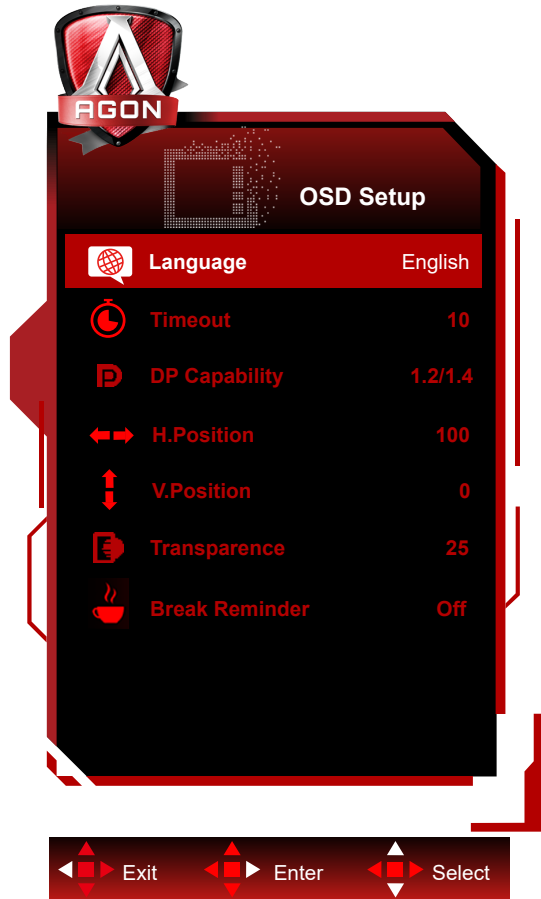 AGON
OSD Setup
Language English
Timeout 10
DP Capability 1.2/1.4
H.Position 100
V.Position 0
Transparence 25
Break Reminder Off
Exit Enter Select